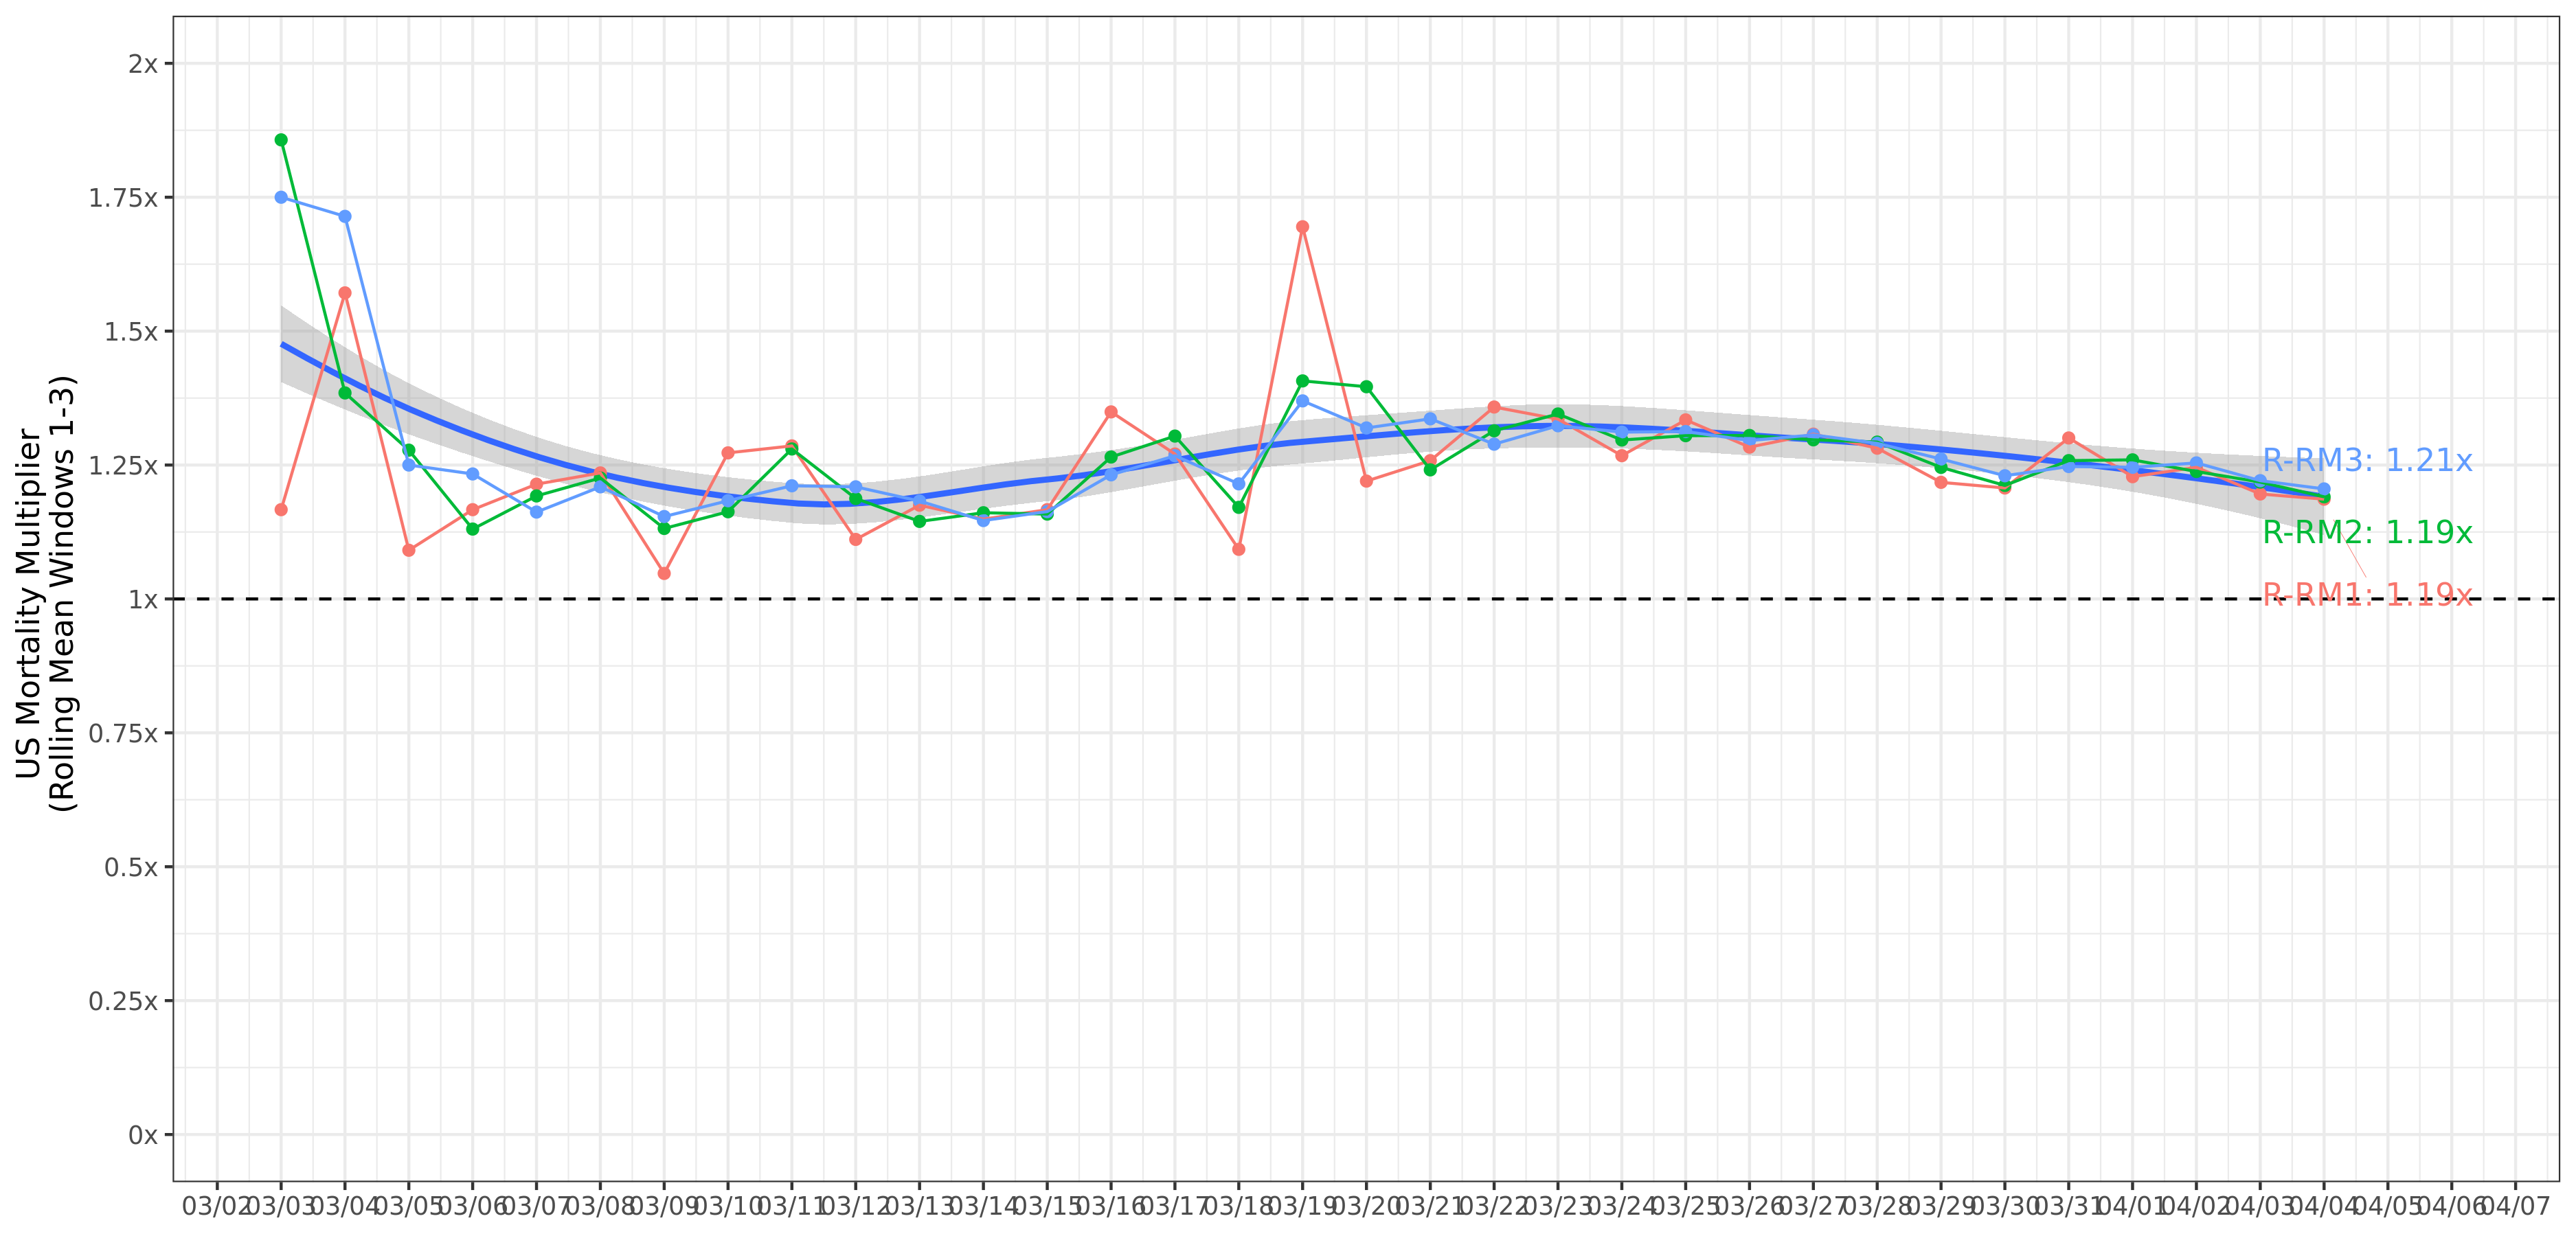 US Mortality Multiplier
(Rolling Mean Windows 1-3)
2x
1.75x
1.5x
1.25x
1x
0.75x
0.5x
0.25x
0x
R-RM3: 1.21x
R-RM2: 1.19x
R-RM1: 1.19x
03/02 03/03 03/04 03/05 03/06 03/07 03/08 03/09 03/10 03/11 03/12 03/13 03/14 03/15 03/16 03/17 03/18 03/19 03/20 03/21 03/22 03/23 03/24 03/25 03/26 03/27 03/28 03/29 03/30 03/31 04/01 04/02 04/03 04/04 04/05 04/06 04/07